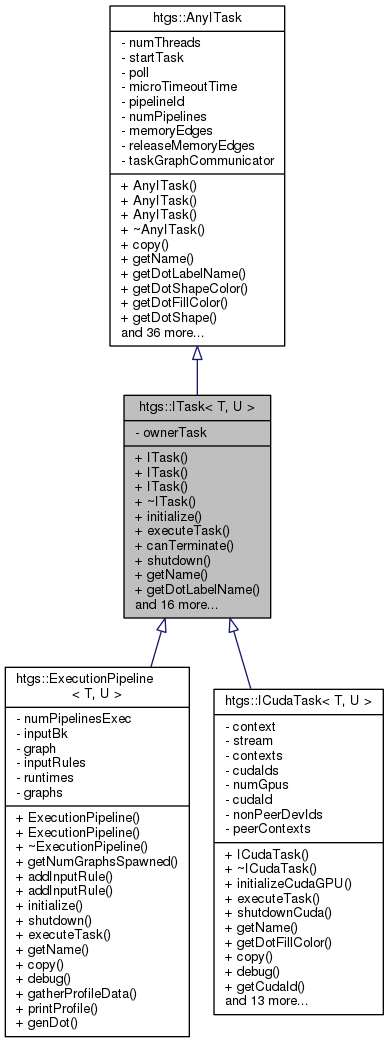 htgs::AnyITask
- numThreads
- startTask
- poll
- microTimeoutTime
- pipelineId
- numPipelines
- memoryEdges
- releaseMemoryEdges
- taskGraphCommunicator
+ AnyITask()
+ AnyITask()
+ AnyITask()
+ ~AnyITask()
+ copy()
+ getName()
+ getDotLabelName()
+ getDotShapeColor()
+ getDotFillColor()
+ getDotShape()
and 36 more...
htgs::ITask< T, U >
- ownerTask
+ ITask()
+ ITask()
+ ITask()
+ ~ITask()
+ initialize()
+ executeTask()
+ canTerminate()
+ shutdown()
+ getName()
+ getDotLabelName()
and 16 more...
htgs::ExecutionPipeline
< T, U >
- numPipelinesExec
- inputBk
- graph
- inputRules
- runtimes
- graphs
+ ExecutionPipeline()
+ ExecutionPipeline()
+ ~ExecutionPipeline()
+ getNumGraphsSpawned()
+ addInputRule()
+ addInputRule()
+ initialize()
+ shutdown()
+ executeTask()
+ getName()
+ copy()
+ debug()
+ gatherProfileData()
+ printProfile()
+ genDot()
htgs::ICudaTask< T, U >
- context
- stream
- contexts
- cudaIds
- numGpus
- cudaId
- nonPeerDevIds
- peerContexts
+ ICudaTask()
+ ~ICudaTask()
+ initializeCudaGPU()
+ executeTask()
+ shutdownCuda()
+ getName()
+ getDotFillColor()
+ copy()
+ debug()
+ getCudaId()
and 13 more...